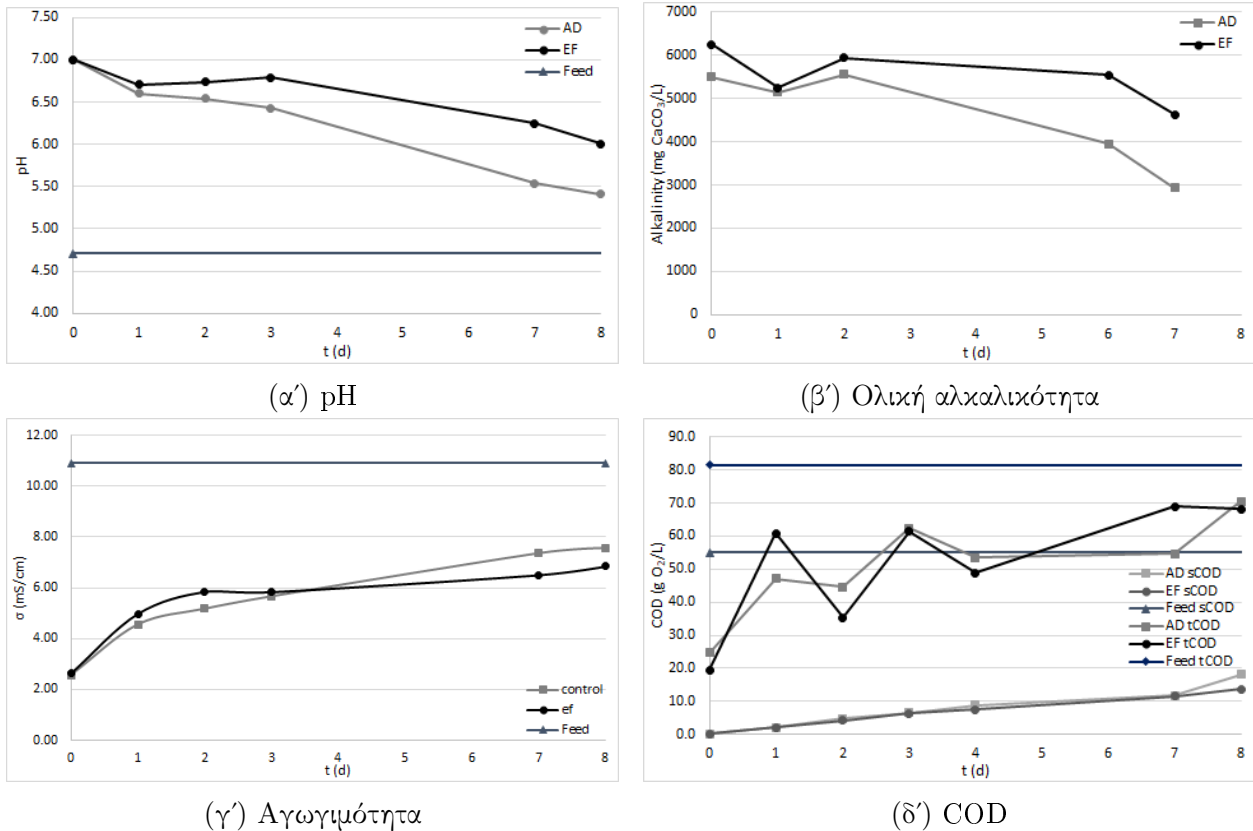 7.50
7.00
6.50
6.00
5.50
5.00
4.50
4.00
pH
0 1 2 3 4 5 6 7 8
t (d)
AD
EF
Feed
(α′) pH
7000
6000
5000
4000
3000
2000
1000
0
Alkalinity (mg CaCO3/L)
0 1 2 3 4 5 6 7 8
t (d)
AD
EF
(β′) Ολική αλκαλικότητα
12.00
10.00
8.00
6.00
4.00
2.00
0.00
σ (mS/cm)
0 1 2 3 4 5 6 7 8
t (d)
control
ef
Feed
(γ′) Αγωγιμότητα
90.0
80.0
70.0
60.0
50.0
40.0
30.0
20.0
10.0
0.0
COD (g O2/L)
0 1 2 3 4 5 6 7 8
t (d)
AD sCOD
EF sCOD
Feed sCOD
AD tCOD
EF tCOD
Feed tCOD
(δ′) COD